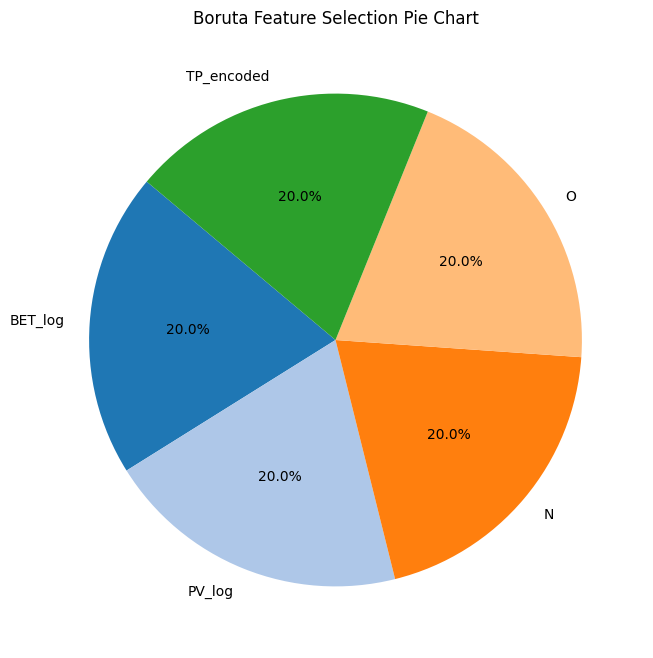 Boruta Feature Selection Pie Chart
TP_encoded
O
20.0%
20.0%
BET_log
20.0%
20.0%
20.0%
N
PV_log